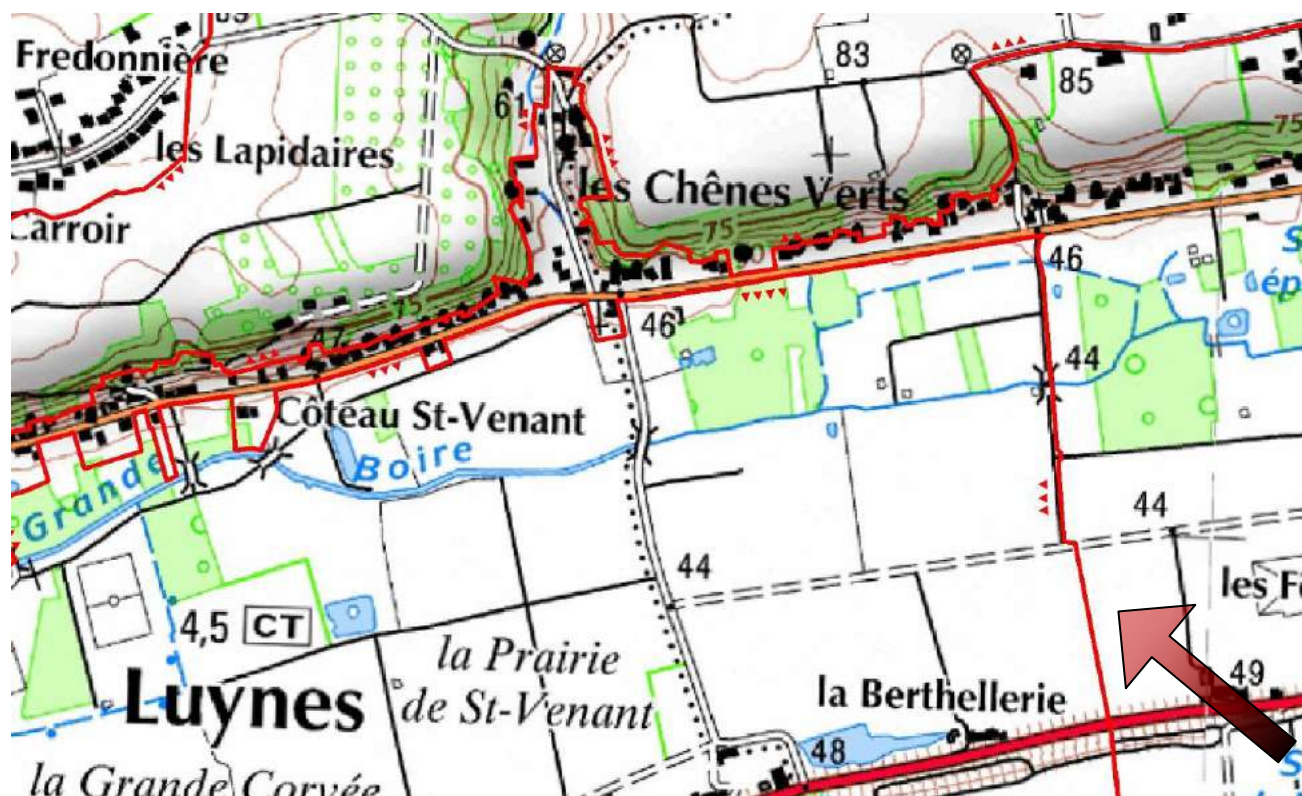 Fredonnière
61
83
85
les Lapidaires
75
les Chênes Verts
Carroir
75
46
75
46
47
44
Côteau St-Venant
Grande Boire
44
44
4,5 CT
la Prairie
de St-Venant
Luynes
la Berthellerie
49
48
la Grande Corvée